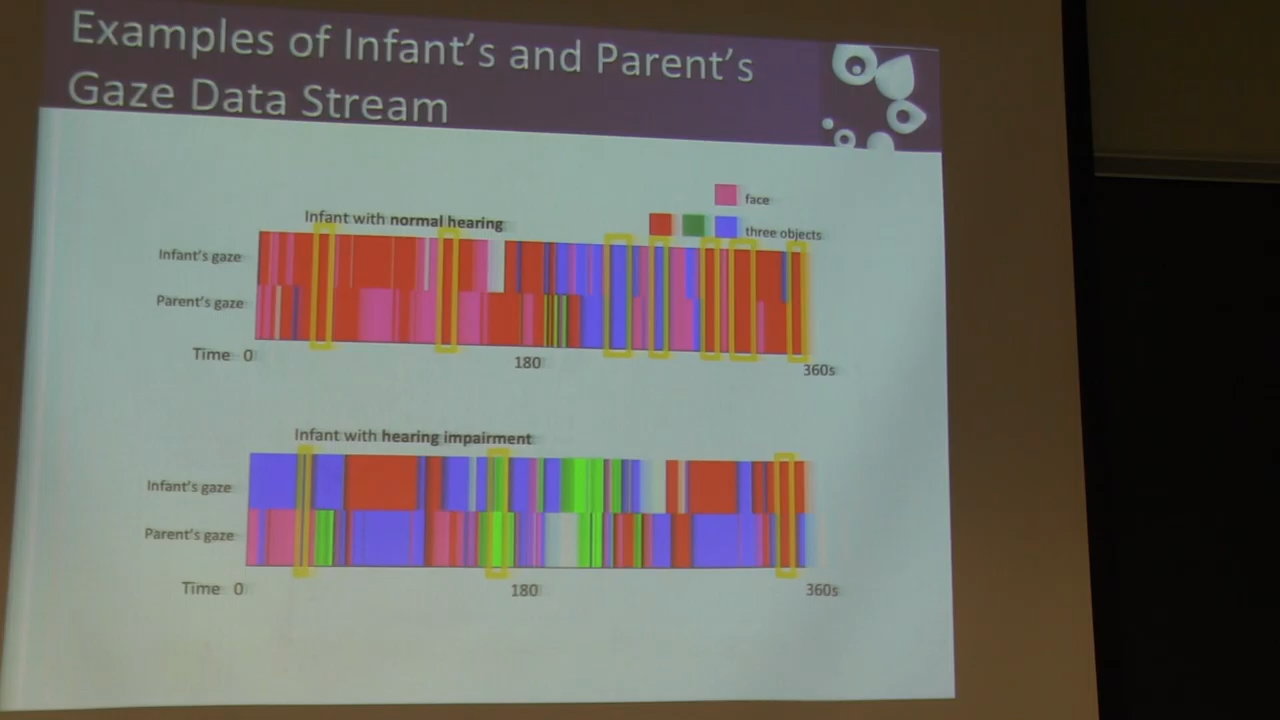 Examples of Infant's and Parent's
Gaze Data Stream
face
three objects
Infant with normal hearing
Infant's gaze
Parent's gaze
Time 0
180
360s
Infant with hearing impairment
Infant's gaze
Parent's gaze
Time 0
180
360s